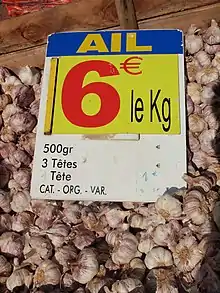 AIL
6€ le Kg
500gr
3 Têtes
Tête
CAT. - ORG. - VAR.